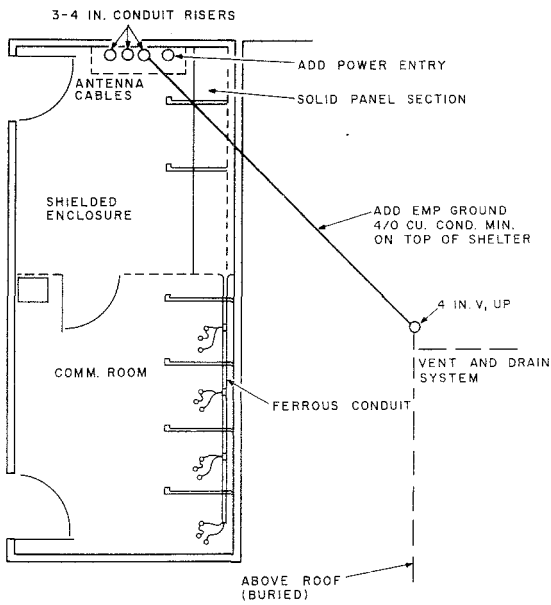 3-4 IN. CONDUIT RISERS
ADD POWER ENTRY
ANTENNA
CABLES
SOLID PANEL SECTION
SHIELDED
ENCLOSURE
ADD EMP GROUND
4/0 CU. COND. MIN.
ON TOP OF SHELTER
4 IN. V, UP
VENT AND DRAIN
SYSTEM
COMM. ROOM
FERROUS CONDUIT
ABOVE ROOF
(BURIED)